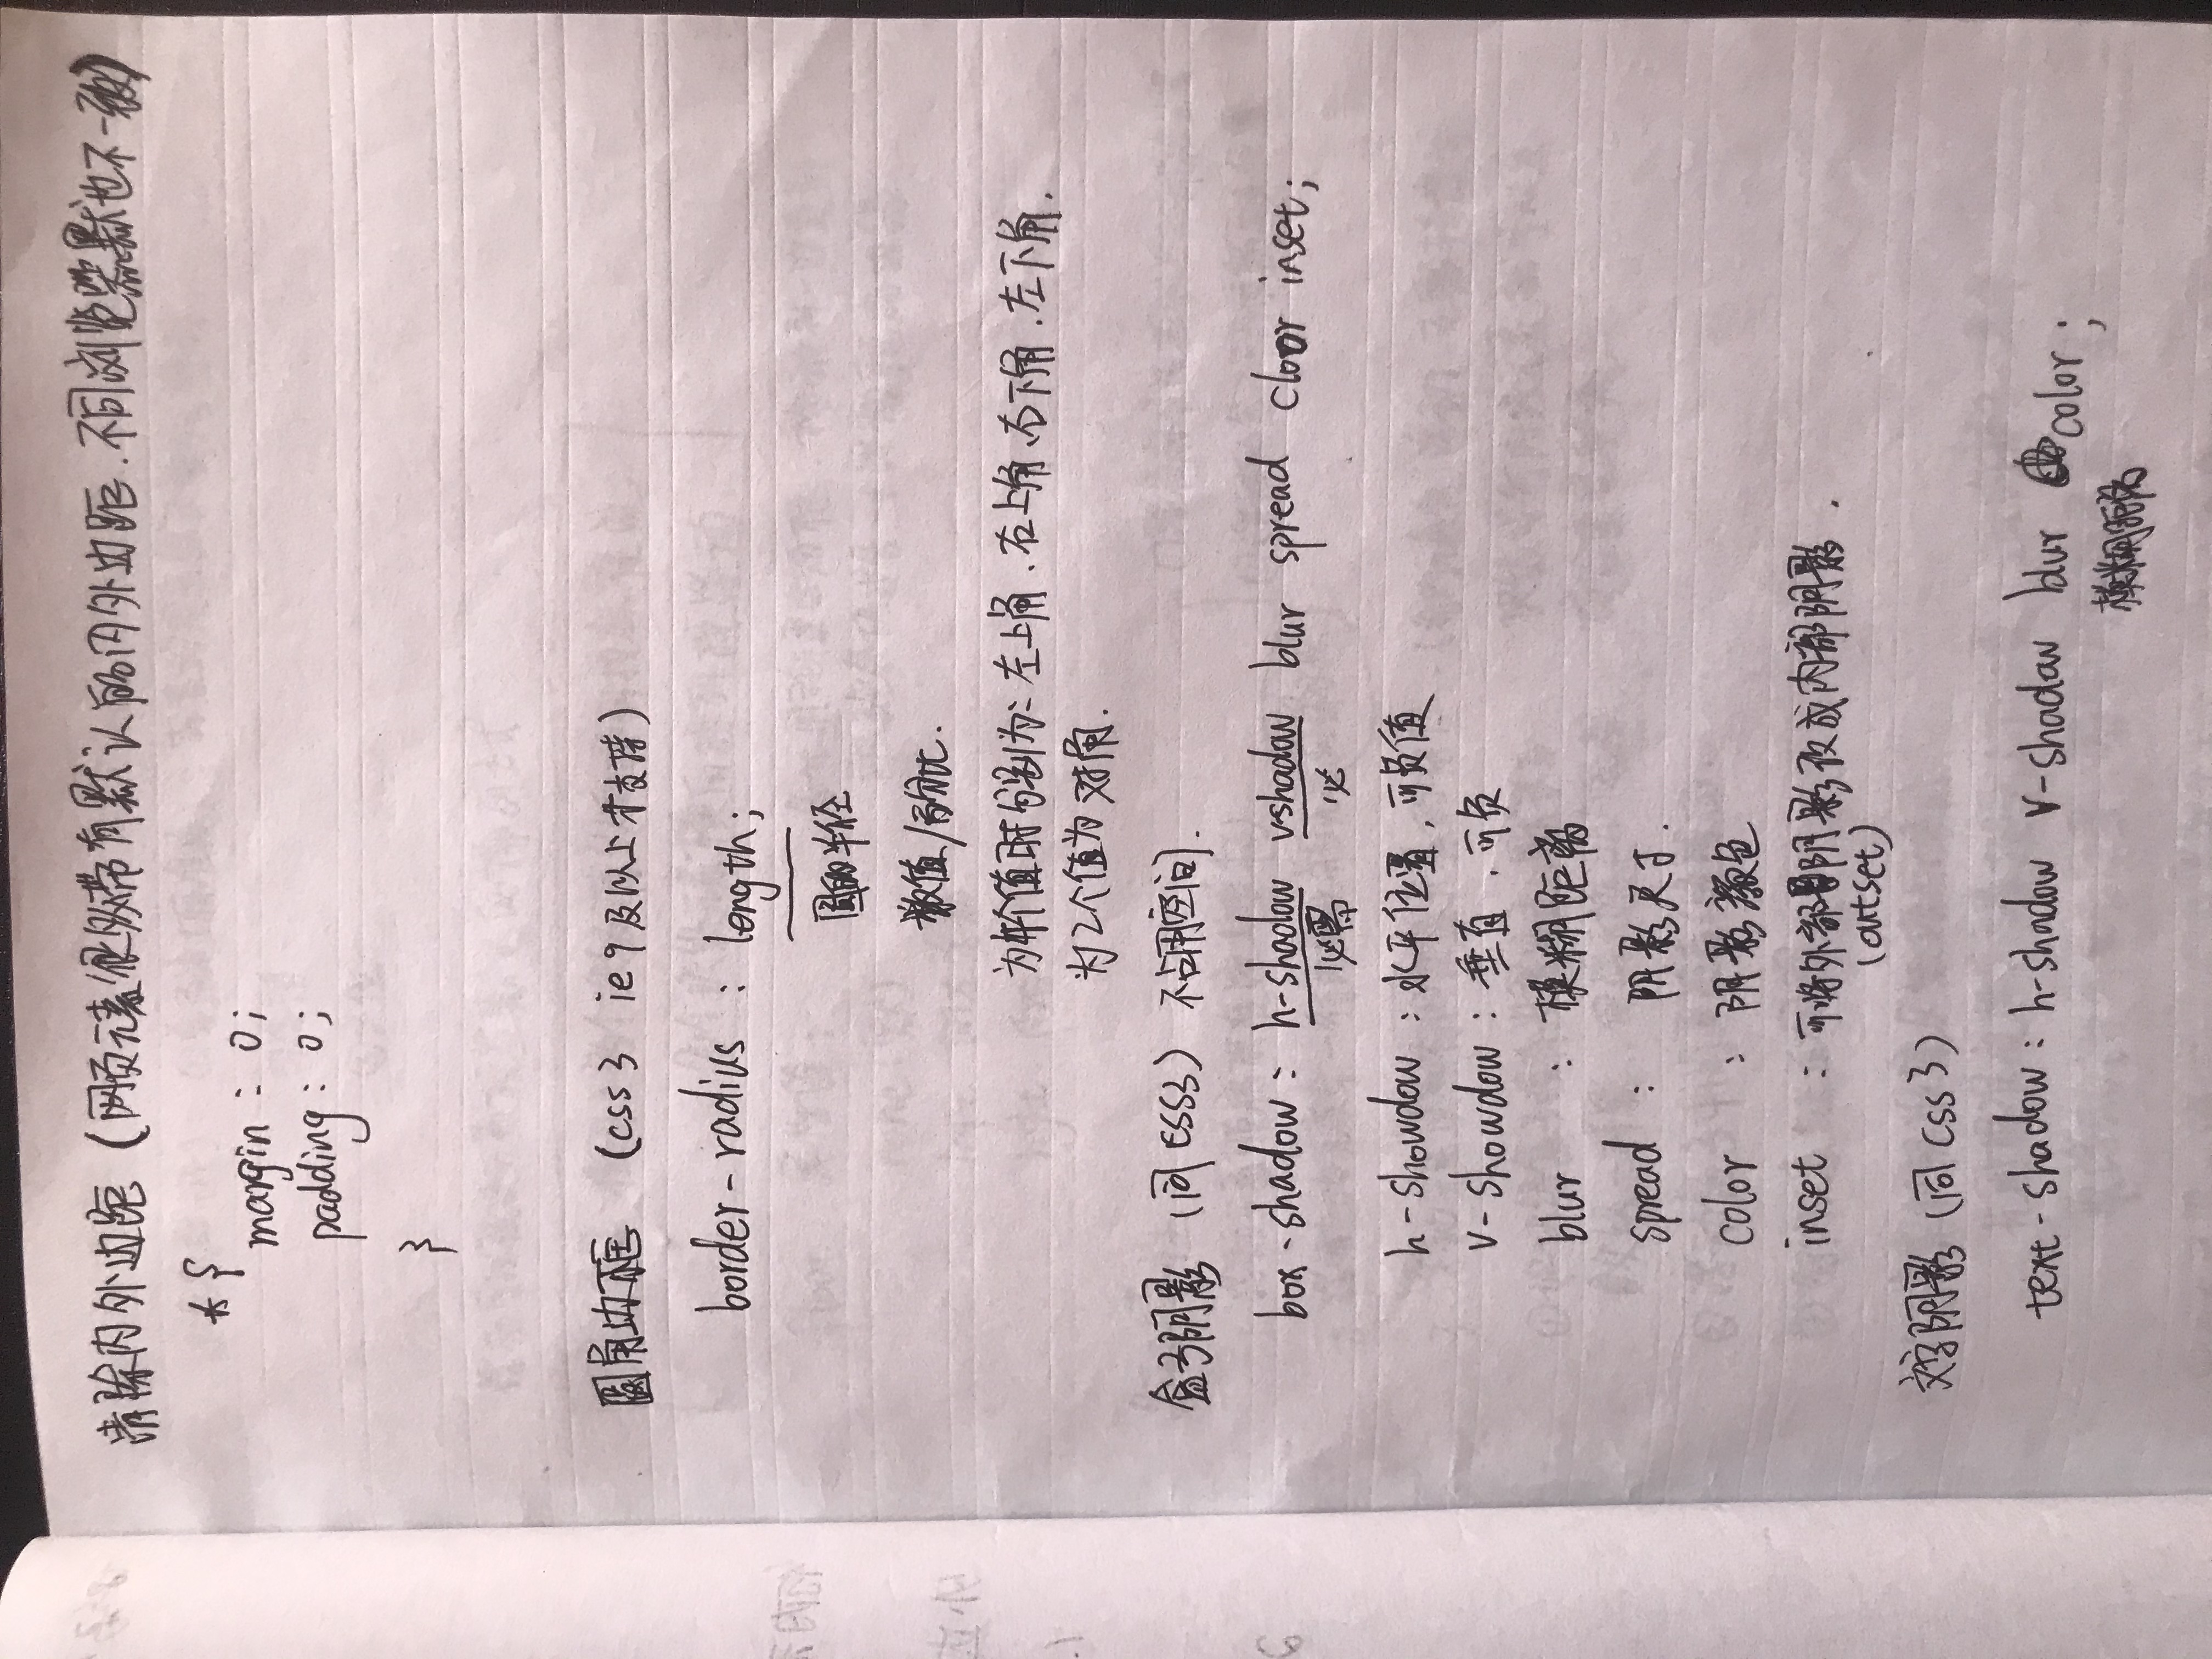 清除内外边距（网页元素很多带有默认的内外边距、不同浏览器默也不一致）
*{
margin : 0;
padding : 0;
}
圆角边框 （css3 ie9及以上才支持）
border-radius : length;
圆的半径
数值/百分比.
为4个值时分别为：左上角、右上角、右下角、左下角.
为2个值为对角.
盒子阴影 （同CSS3） 不占用空间.
box-shadow : h-shadow v-shadow blur spread cloor inset;
必需 必
h-showdow : 水平位置，可负值
v-showdow : 垂直，可负
blur : 模糊距离
spread : 阴影尺寸.
color : 阴影颜色
inset : 可将外部阴影改成内部阴影.
(outset)
文字阴影（同Css3）
text-shadow : h-shadow v-shadow blur color;
模糊距离